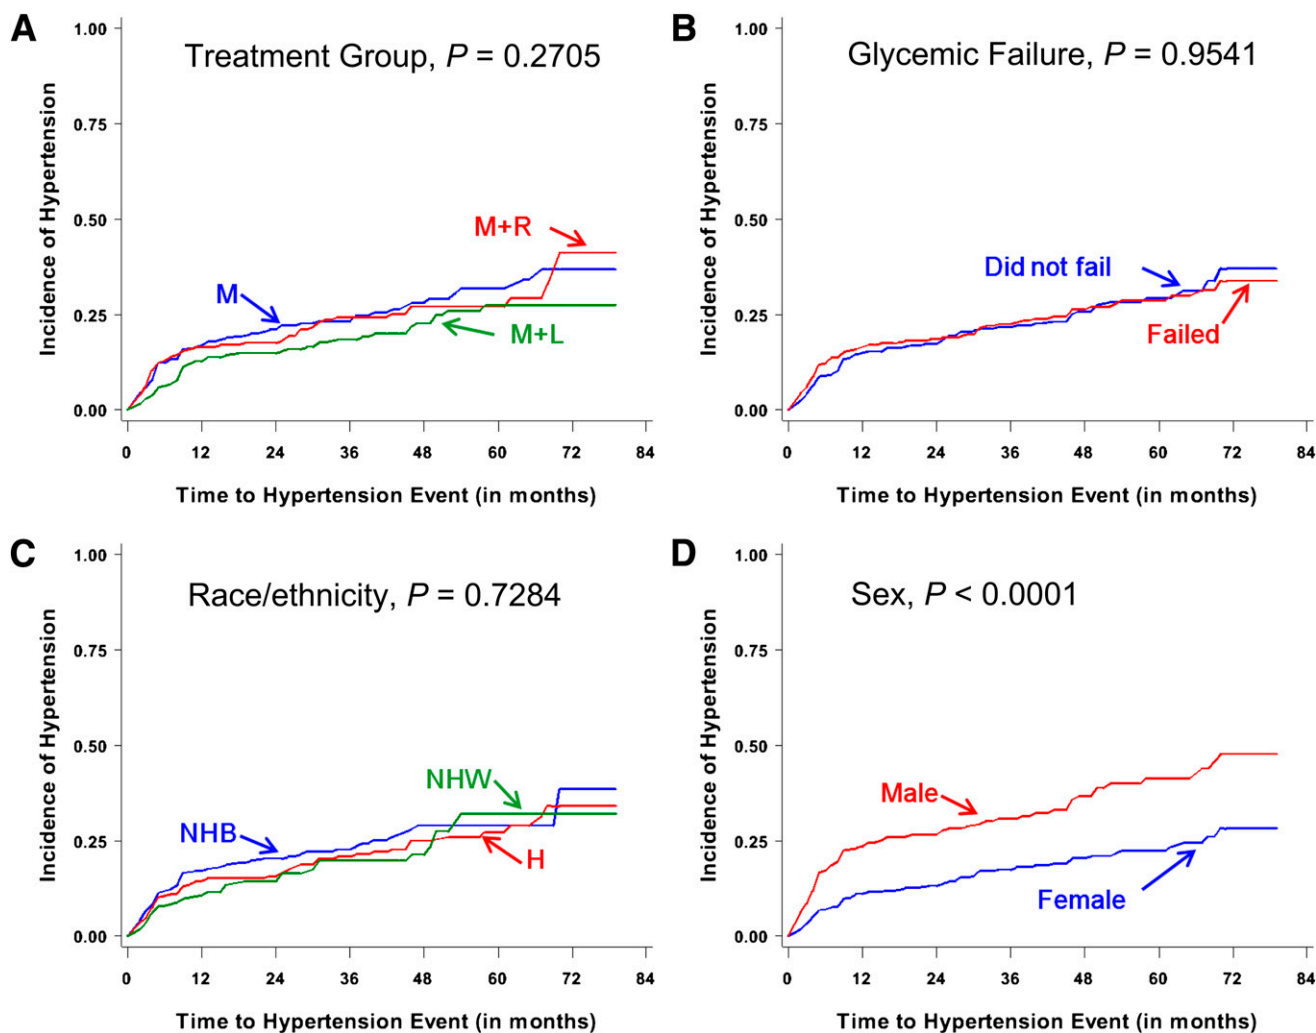 A
Treatment Group, P = 0.2705
Incidence of Hypertension
1.00
0.75
0.50
0.25
0.00
M
M+R
M+L
0 12 24 36 48 60 72 84
Time to Hypertension Event (in months)
B
Glycemic Failure, P = 0.9541
Incidence of Hypertension
1.00
0.75
0.50
0.25
0.00
Did not fail
Failed
0 12 24 36 48 60 72 84
Time to Hypertension Event (in months)
C
Race/ethnicity, P = 0.7284
Incidence of Hypertension
1.00
0.75
0.50
0.25
0.00
NHB
NHW
H
0 12 24 36 48 60 72 84
Time to Hypertension Event (in months)
D
Sex, P < 0.0001
Incidence of Hypertension
1.00
0.75
0.50
0.25
0.00
Male
Female
0 12 24 36 48 60 72 84
Time to Hypertension Event (in months)